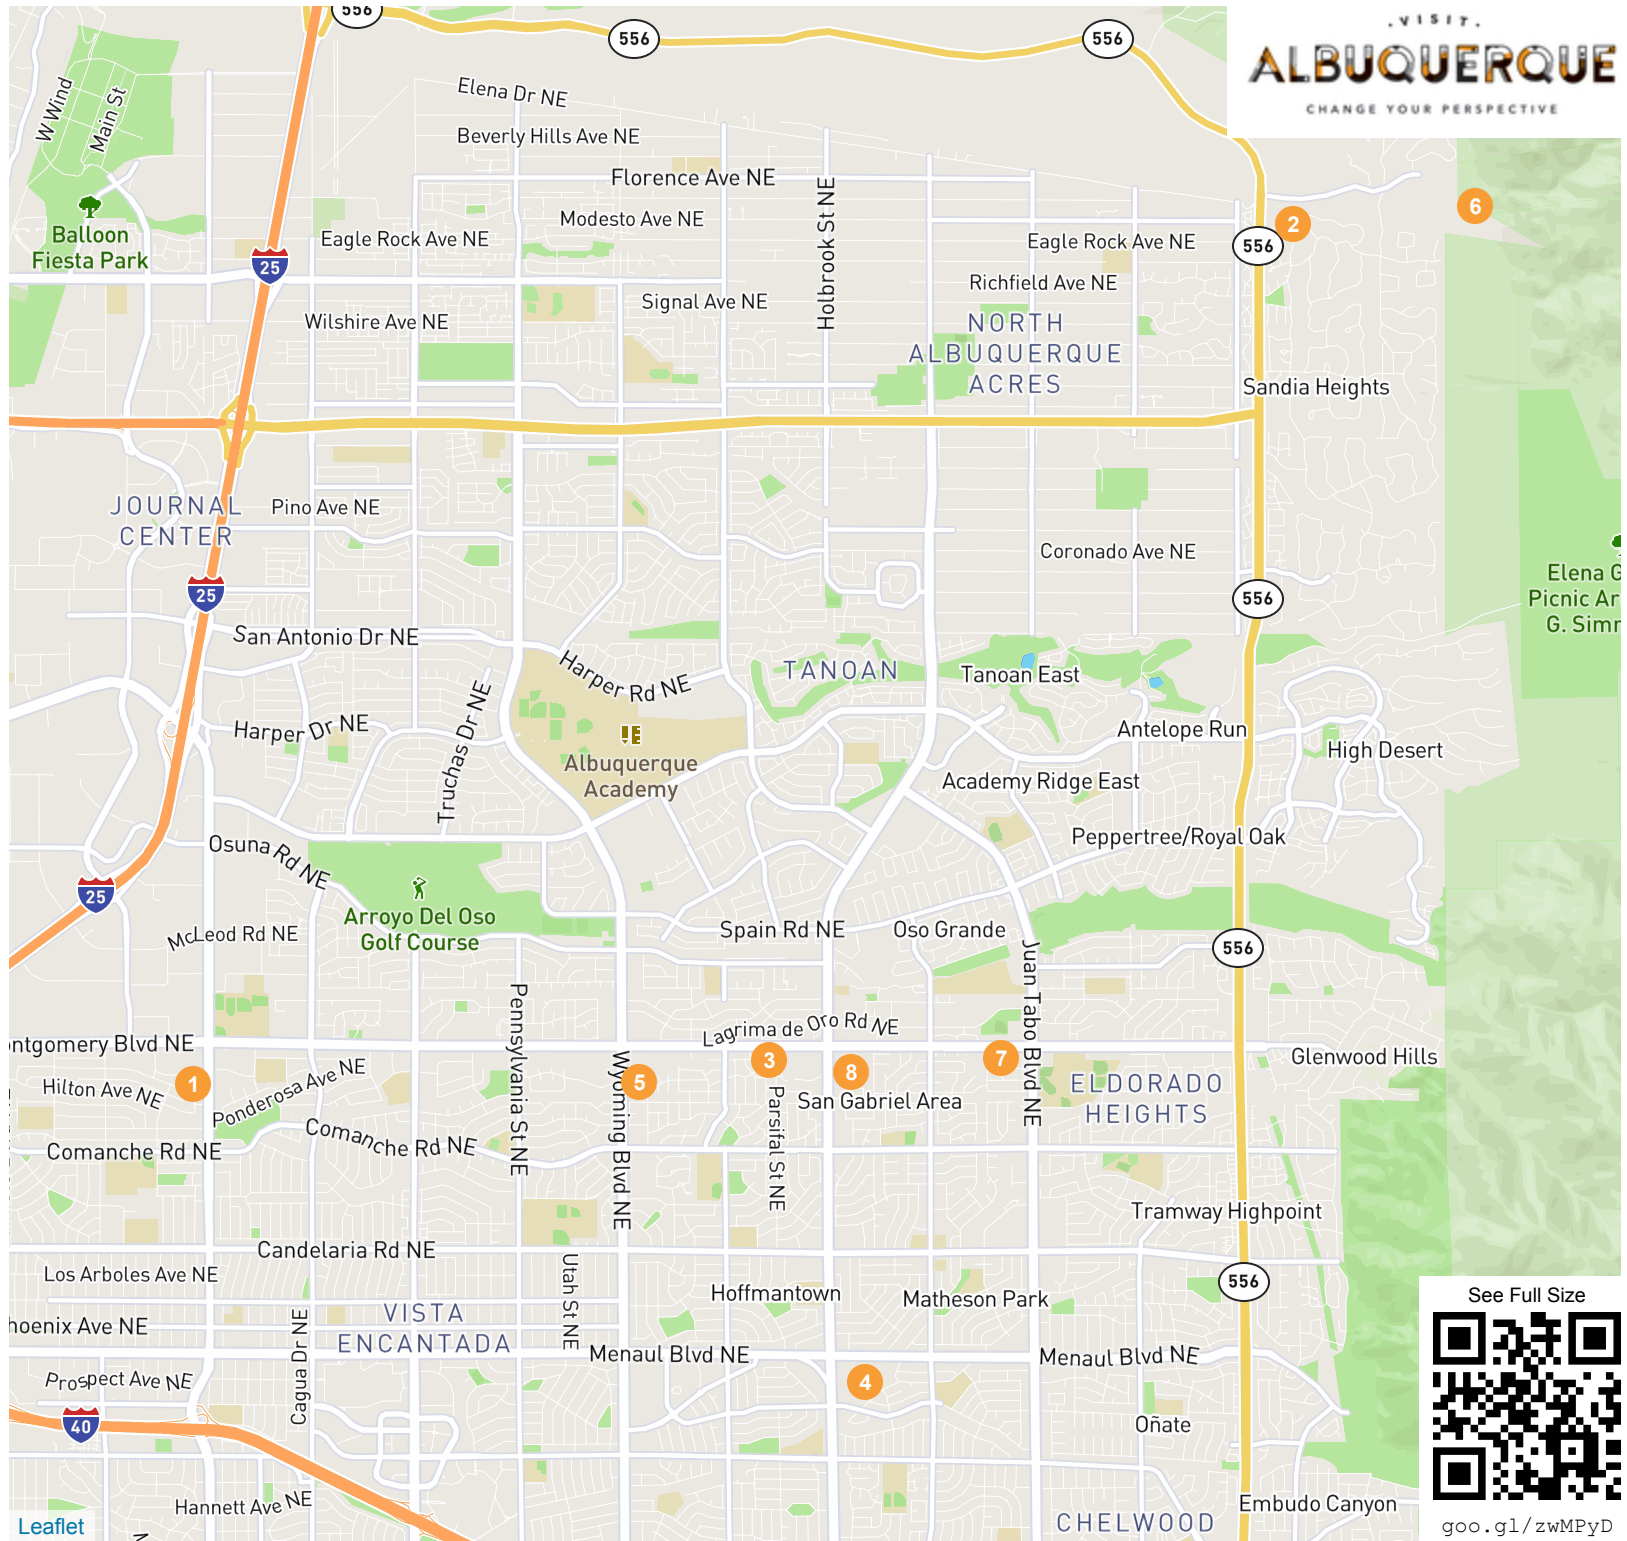 556
556
556
VISIT
ALBUQUERQUE
CHANGE YOUR PERSPECTIVE
W Wind
Main St
Elena Dr NE
Beverly Hills Ave NE
Florence Ave NE
Holbrook St NE
Modesto Ave NE
6
2
Balloon
Fiesta Park
Eagle Rock Ave NE
Eagle Rock Ave NE
556
25
Richfield Ave NE
Signal Ave NE
Wilshire Ave NE
NORTH
ALBUQUERQUE
ACRES
Sandia Heights
JOURNAL
CENTER
Pino Ave NE
Coronado Ave NE
Elena G
Picnic Ar
G. Simr
25
556
San Antonio Dr NE
Harper Rd NE
TANOAN
Tanoan East
Truchas Dr NE
Harper Dr NE
Antelope Run
High Desert
Albuquerque
Academy
Academy Ridge East
Peppertree/Royal Oak
Osuna Rd NE
25
Arroyo Del Oso
Golf Course
McLeod Rd NE
Spain Rd NE
Oso Grande
Juan Tabo Blvd NE
556
Pennsylvania St NE
Lagrima de Oro Rd NE
ontgomery Blvd NE
Wyoming Blvd NE
3
7
Glenwood Hills
8
Hilton Ave NE
1
Ponderosa Ave NE
5
Parsifal St NE
San Gabriel Area
ELDORADO
HEIGHTS
Comanche Rd NE
Comanche Rd NE
Tramway Highpoint
Candelaria Rd NE
Utah St NE
Los Arboles Ave NE
556
Hoffmantown
Matheson Park
See Full Size
Cagua Dr NE
VISTA
ENCANTADA
hoenix Ave NE
Menaul Blvd NE
Menaul Blvd NE
Prospect Ave NE
4
40
Oñate
Hannett Ave NE
Embudo Canyon
CHELWOOD
Leaflet
goo.gl/zwMPyD